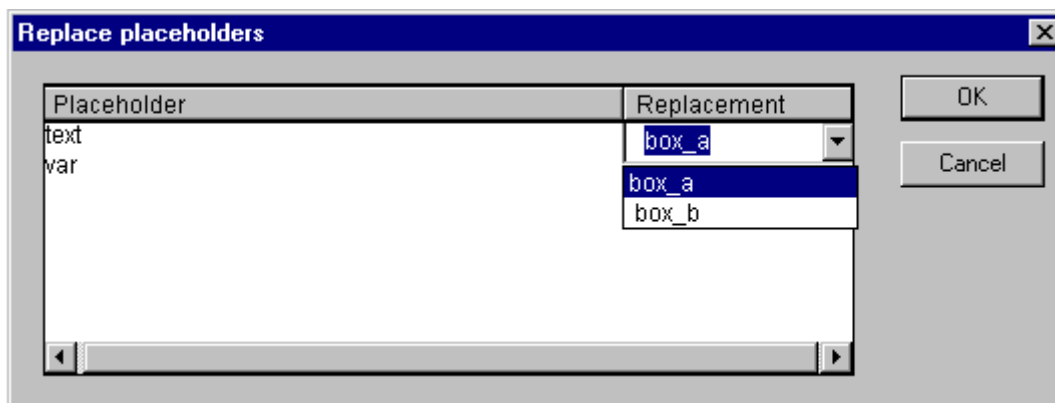 Replace placeholders
Placeholder Replacement OK
text box_a
var Cancel
box_a
box_b